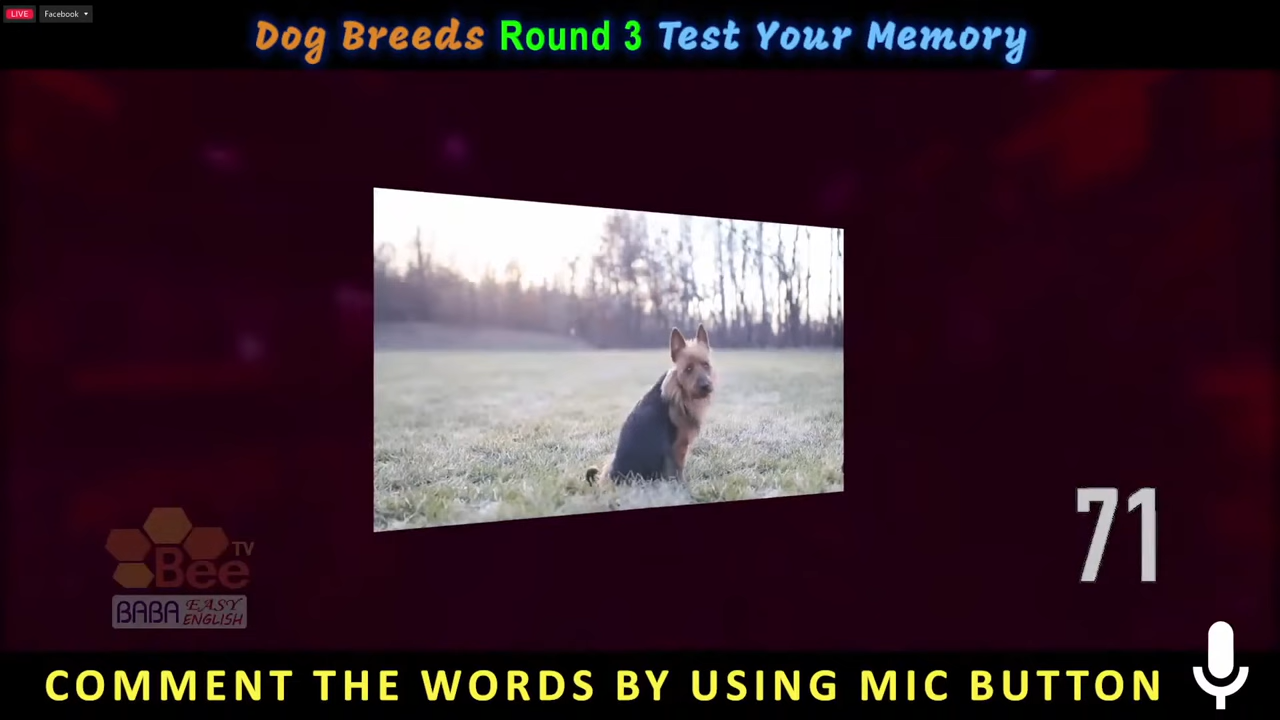 LIVE
Facebook
Dog Breeds Round 3 Test Your Memory
71
Bee TV
BABA EASY ENGLISH
COMMENT THE WORDS BY USING MIC BUTTON